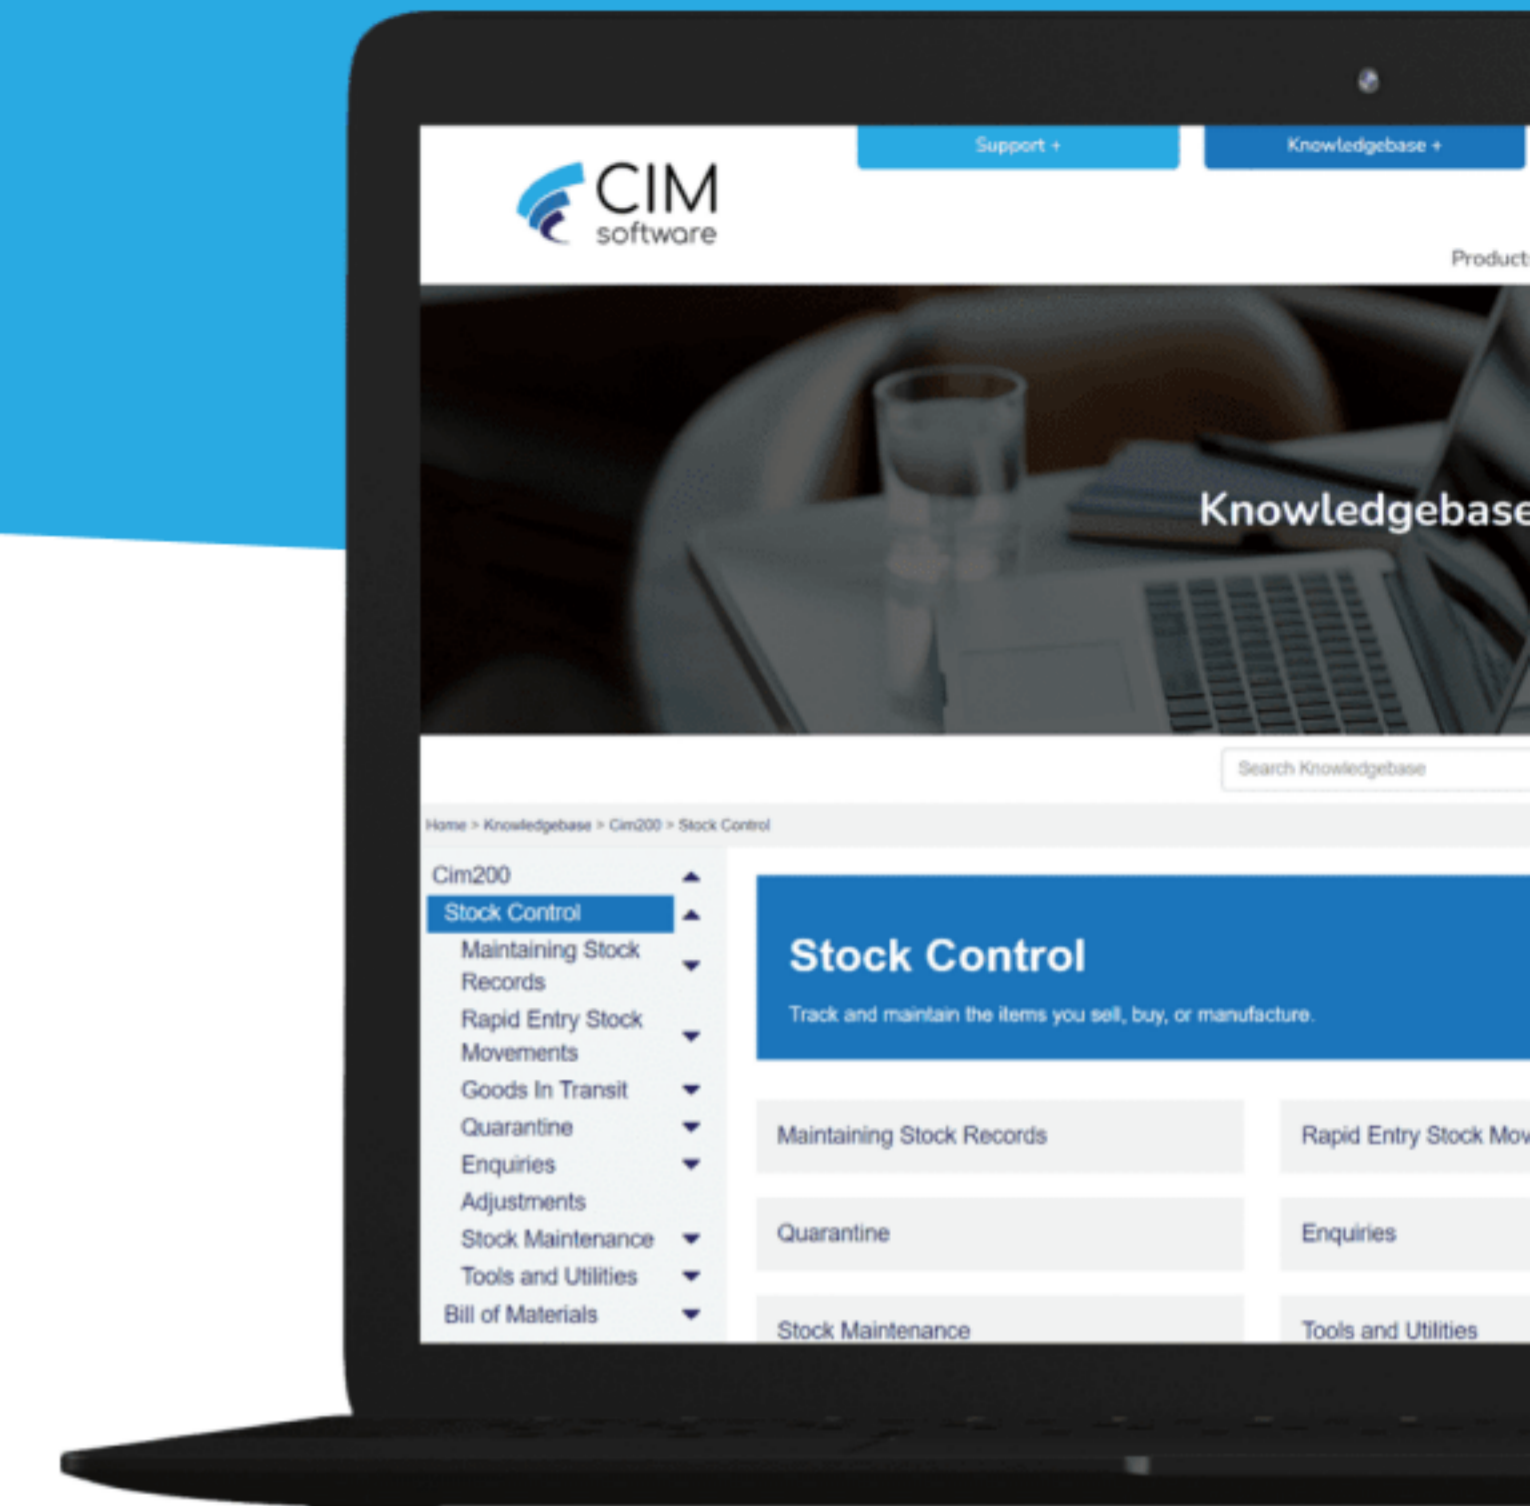 Support +
Knowledgebase +
CIM
software
Knowledgebase
Search Knowledgebase
Home > Knowledgebase > Cim200 > Stock Control
Cim200
Stock Control
Maintaining Stock
Records
Rapid Entry Stock
Movements
Goods In Transit
Quarantine
Enquiries
Adjustments
Stock Maintenance
Tools and Utilities
Bill of Materials
Stock Control
Track and maintain the items you sell, buy, or manufacture.
Maintaining Stock Records
Rapid Entry Stock
Quarantine
Enquiries
Stock Maintenance
Tools and Utilities